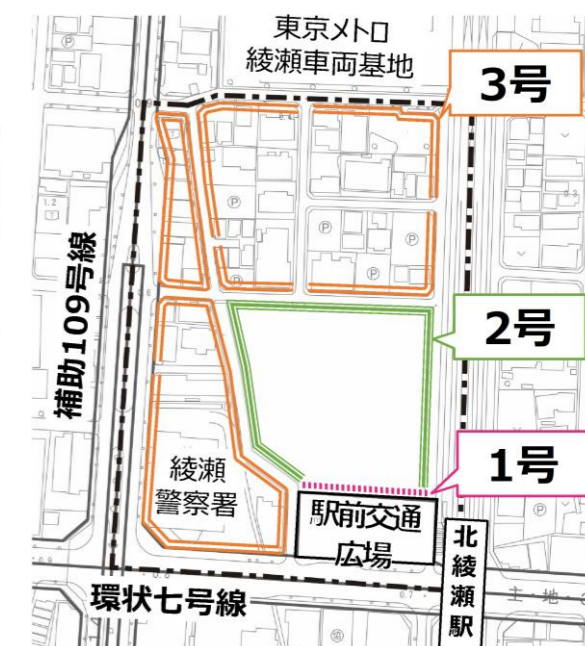 東京メトロ
綾瀬車両基地
3号
補助109号線
2号
1号
綾瀬
警察署
駅前交通
広場
北綾瀬駅
環状七号線
主・地・